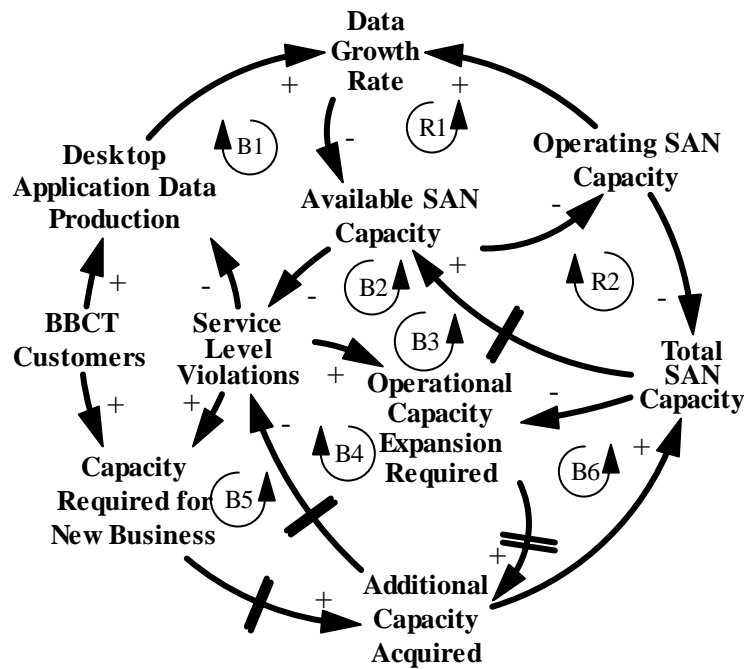 Data
Growth
Rate
+
+
B1
R1
-
Desktop
Application Data
Production
Operating SAN
Capacity
Available SAN
Capacity
-
+
-
+
B2
R2
-
-
BBCT
Customers
Service
Level
Violations
B3
+
Operational
Capacity
Expansion
Required
Total
SAN
Capacity
-
+
+
-
B4
+
B6
Capacity
Required for
New Business
B5
+
+
Additional
Capacity
Acquired